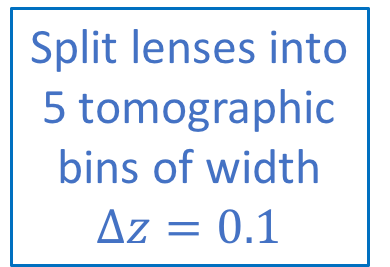 Split lenses into
5 tomographic
bins of width
Δz = 0.1